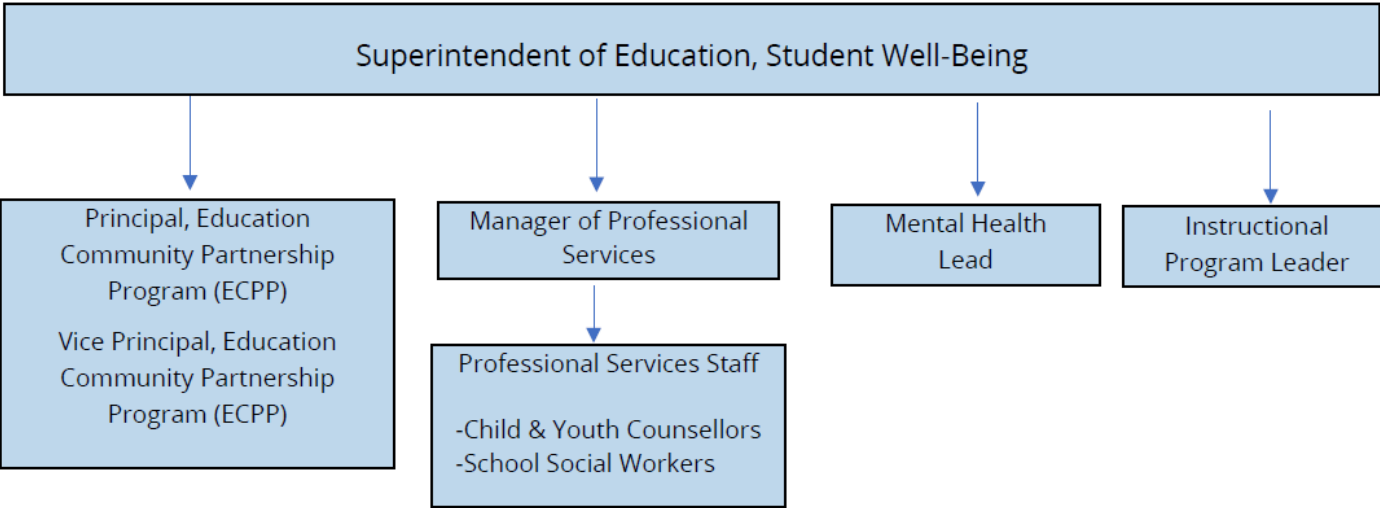 Superintendent of Education, Student Well-Being
Principal, Education
Community Partnership
Program (ECPP)
Vice Principal, Education
Community Partnership
Program (ECPP)
Manager of Professional
Services
Professional Services Staff
-Child & Youth Counsellors
-School Social Workers
Mental Health
Lead
Instructional
Program Leader